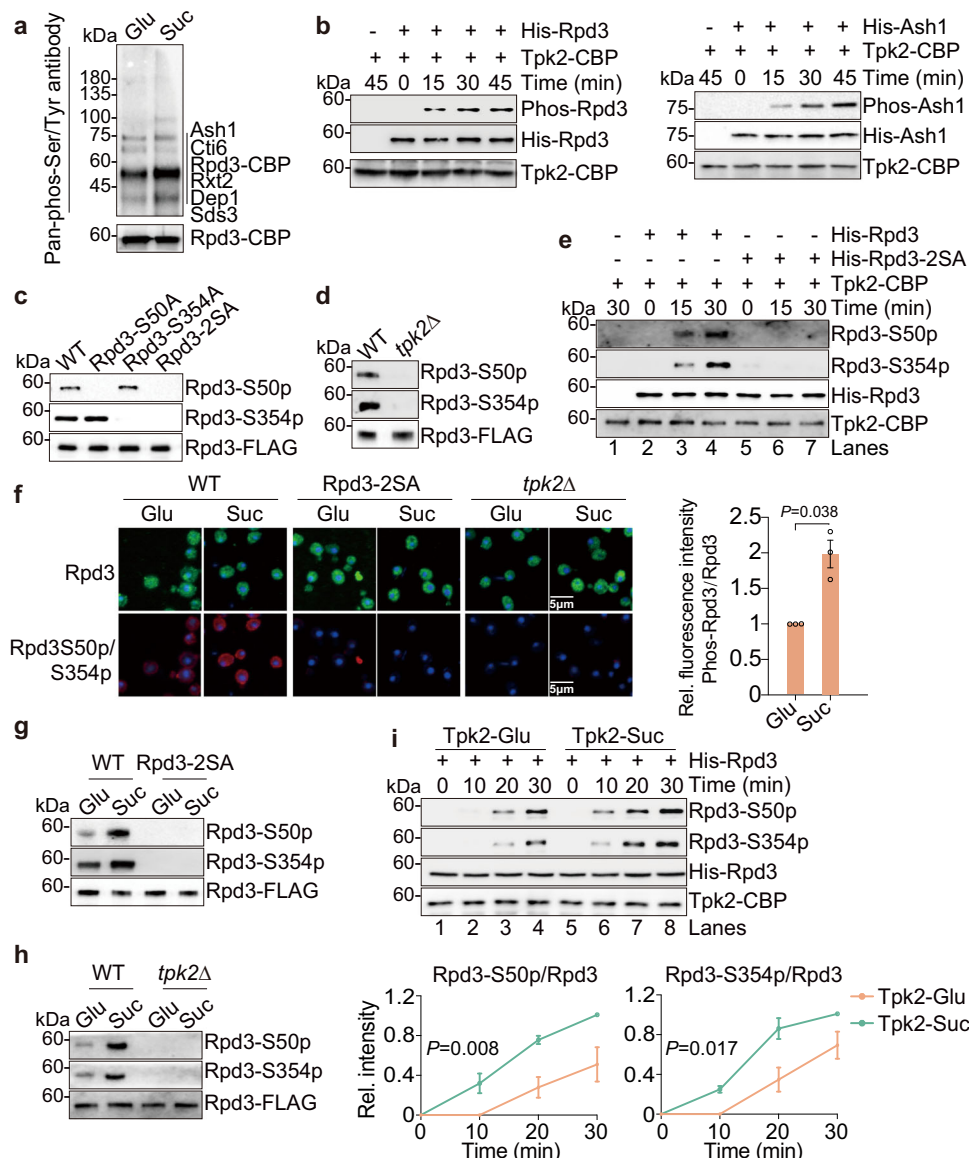 a
Glu Suc
kDa
Pan-phos-Ser/Tyr antibody
180
135
100
75
60
45
Ash1
Cti6
Rpd3-CBP
Rxt2
Dep1
Sds3
60
Rpd3-CBP
b
- + + + + His-Rpd3
+ + + + + Tpk2-CBP
kDa 45 0 15 30 45 Time (min)
60 Phos-Rpd3
60 His-Rpd3
60 Tpk2-CBP
- + + + + His-Ash1
+ + + + + Tpk2-CBP
kDa 45 0 15 30 45 Time (min)
75 Phos-Ash1
75 His-Ash1
60 Tpk2-CBP
c
WT Rpd3-S50A Rpd3-S354A Rpd3-2SA
kDa
60 Rpd3-S50p
60 Rpd3-S354p
60 Rpd3-FLAG
d
WT tpk2Δ
kDa
60 Rpd3-S50p
60 Rpd3-S354p
60 Rpd3-FLAG
e
- + + + - - - His-Rpd3
- - - - + + + His-Rpd3-2SA
+ + + + + + + Tpk2-CBP
kDa 30 0 15 30 0 15 30 Time (min)
60 Rpd3-S50p
60 Rpd3-S354p
60 His-Rpd3
60 Tpk2-CBP
1 2 3 4 5 6 7 Lanes
f
WT Rpd3-2SA tpk2Δ
Glu Suc Glu Suc Glu Suc
Rpd3
5μm
Rpd3S50p/
S354p
5μm
Rel. fluorescence intensity
Phos-Rpd3/Rpd3
P=0.038
2.5
2
1.5
1
0.5
0
Glu Suc
g
WT Rpd3-2SA
Glu Suc Glu Suc
kDa
60 Rpd3-S50p
60 Rpd3-S354p
60 Rpd3-FLAG
h
WT tpk2Δ
Glu Suc Glu Suc
kDa
60 Rpd3-S50p
60 Rpd3-S354p
60 Rpd3-FLAG
i
Tpk2-Glu Tpk2-Suc
+ + + + + + + + His-Rpd3
kDa 0 10 20 30 0 10 20 30 Time (min)
60 Rpd3-S50p
60 Rpd3-S354p
60 His-Rpd3
60 Tpk2-CBP
1 2 3 4 5 6 7 8 Lanes
Rpd3-S50p/Rpd3
Rel. intensity
1.2
0.8
0.4
0
P=0.008
0 10 20 30
Time (min)
Rpd3-S354p/Rpd3
1.2
0.8
0.4
0
P=0.017
0 10 20 30
Time (min)
Tpk2-Glu
Tpk2-Suc